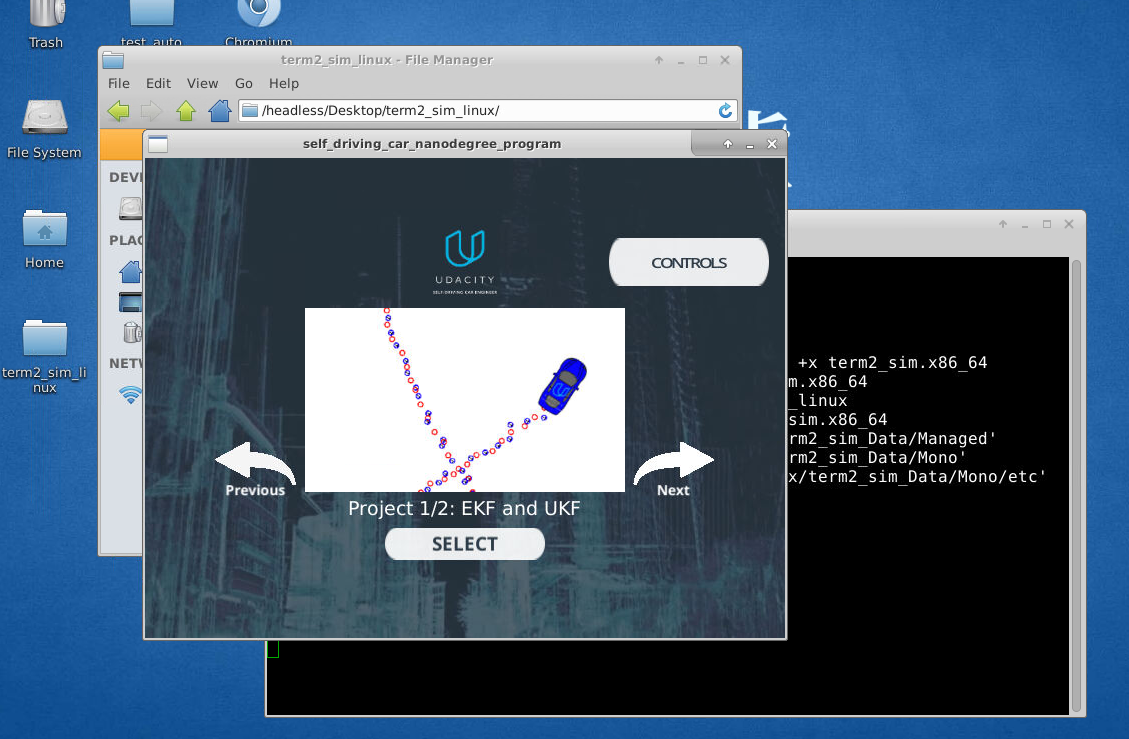 Trash
test_auto
Chromium
File System
Home
term2_sim_li
nux
term2_sim_linux - File Manager
File Edit View Go Help
/headless/Desktop/term2_sim_linux/
DEVI
PLAC
NETW
self_driving_car_nanodegree_program
UDACITY
SELF-DRIVING CAR ENGINEER
CONTROLS
Previous
Next
Project 1/2: EKF and UKF
SELECT
+x term2_sim.x86_64
m.x86_64
_linux
sim.x86_64
rm2_sim_Data/Managed'
rm2_sim_Data/Mono'
x/term2_sim_Data/Mono/etc'